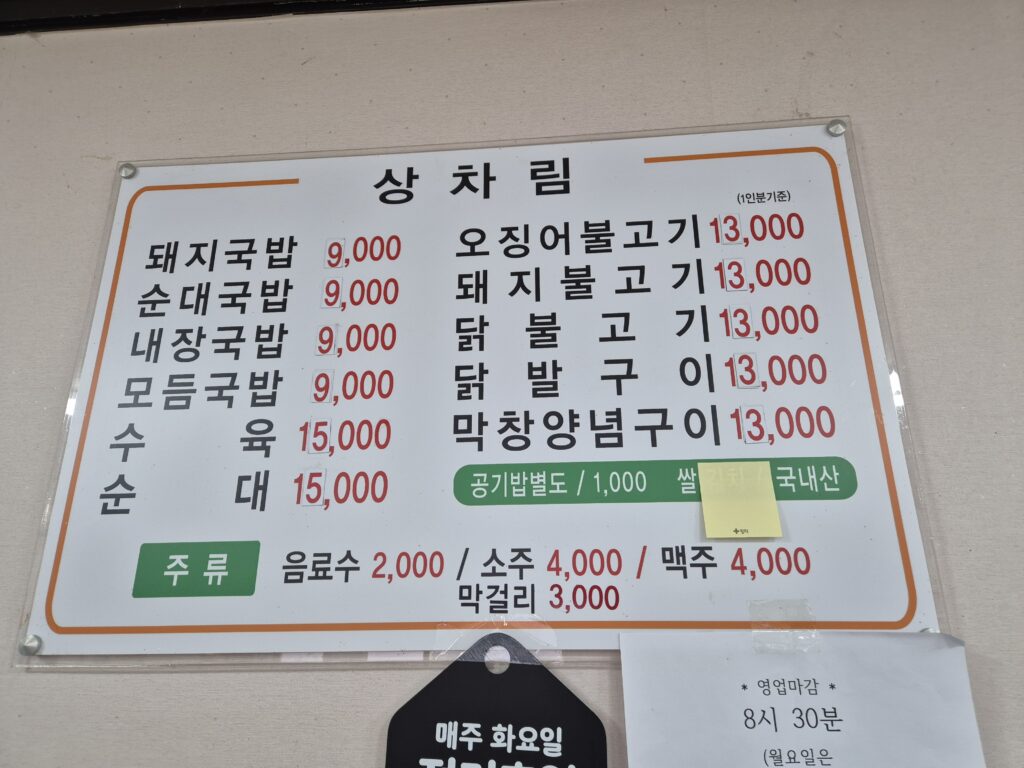 상차림
(1인분기준)
돼지국밥 9,000
순대국밥 9,000
내장국밥 9,000
모듬국밥 9,000
수육 15,000
순대 15,000
오징어불고기 13,000
돼지불고기 13,000
닭불고기 13,000
닭발구이 13,000
막창양념구이 13,000
공기밥별도 / 1,000 쌀 / 국내산
주류 음료수 2,000 / 소주 4,000 / 맥주 4,000
막걸리 3,000
매주 화요일
* 영업마감 *
8시 30분
(월요일은